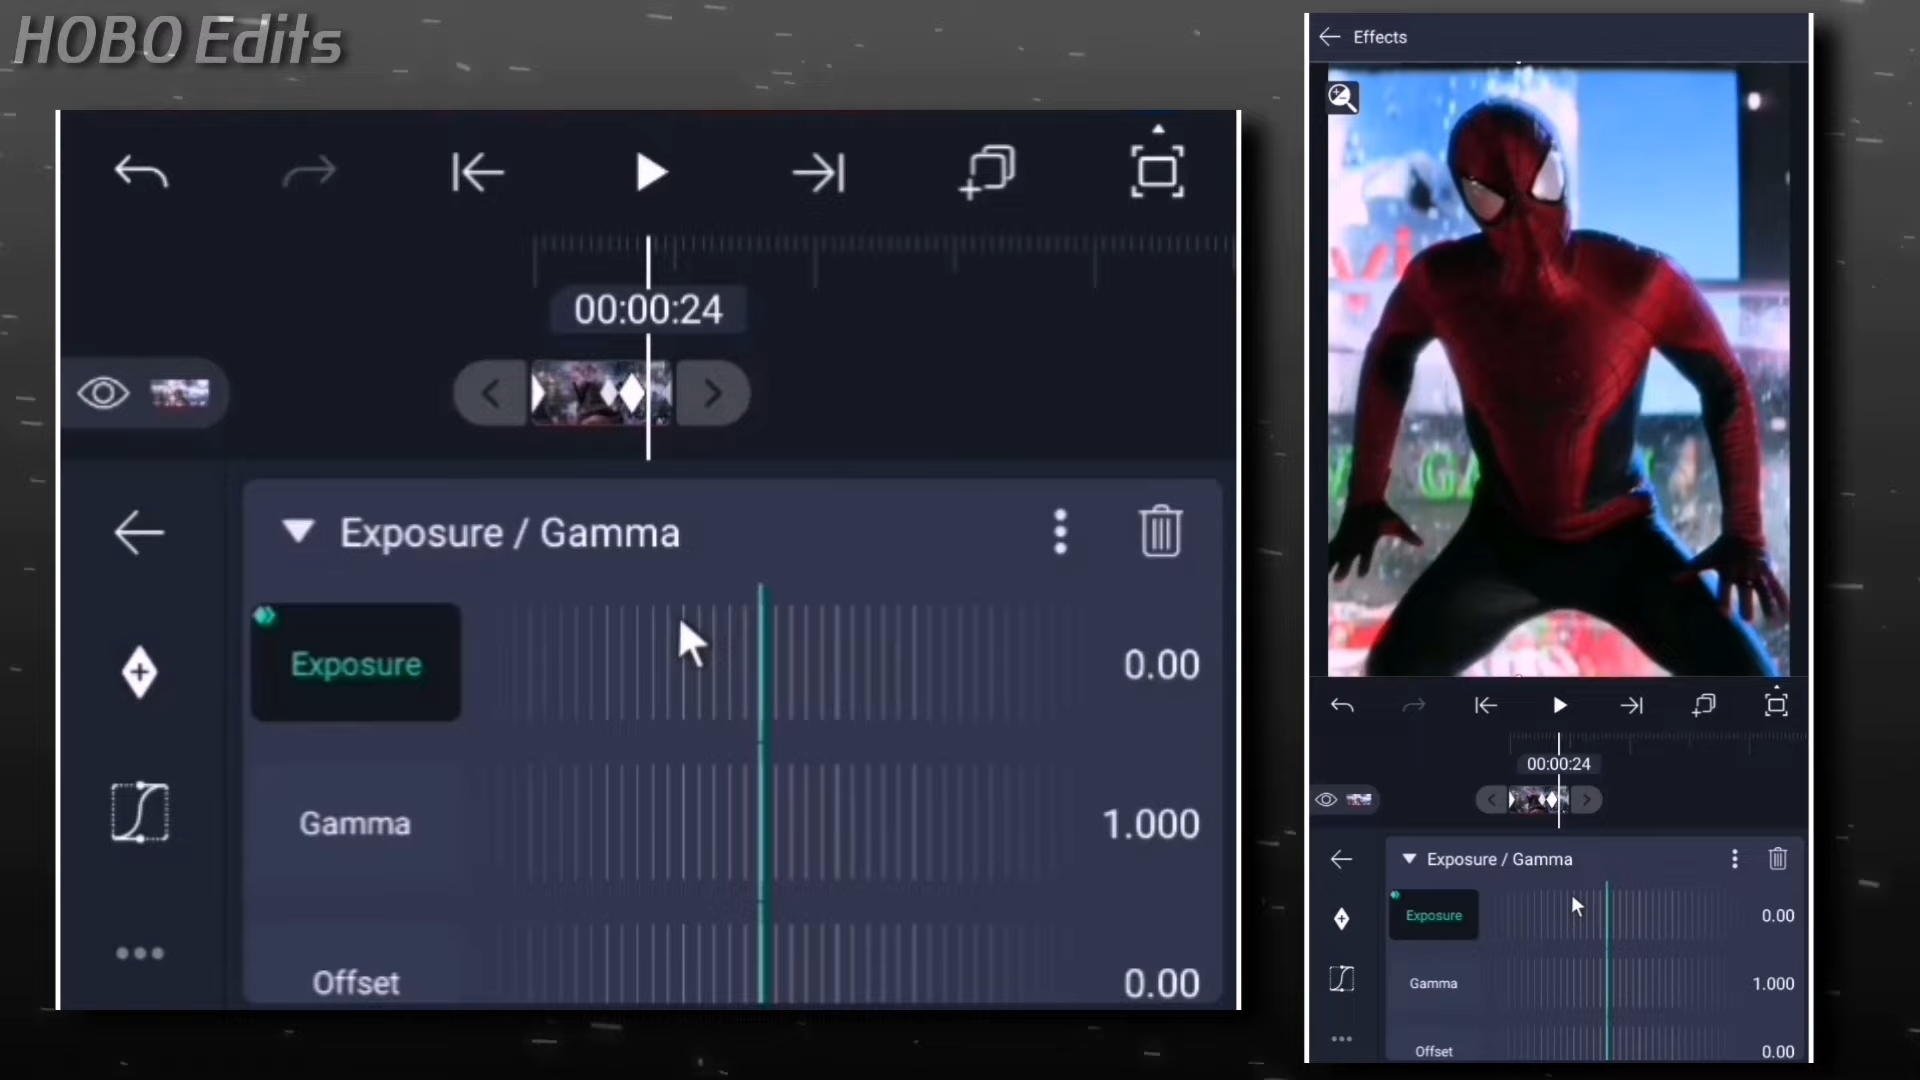 HOBO Edits
00:00:24
Exposure / Gamma
Exposure
0.00
Gamma
1.000
Offset
0.00
Effects
00:00:24
Exposure / Gamma
Exposure
0.00
Gamma
1.000
Offset
0.00